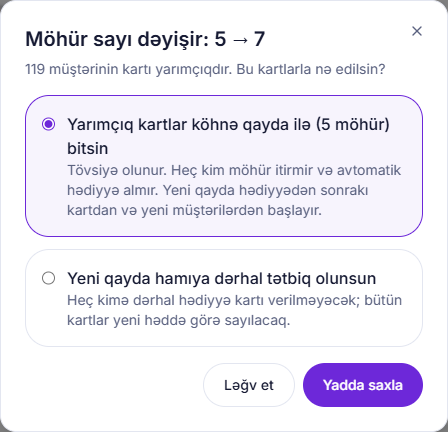 Möhür sayı dəyişir: 5 → 7
119 müştərinin kartı yarımçıqdır. Bu kartlarla nə edilsin?
Yarımçıq kartlar köhnə qayda ilə (5 möhür)
bitsin
Tövsiyə olunur. Heç kim möhür itirmir və avtomatik
hədiyyə almır. Yeni qayda hədiyyədən sonrakı
kartdan və yeni müştərilərdən başlayır.
Yeni qayda hamıya dərhal tətbiq olunsun
Heç kimə dərhal hədiyyə kartı verilməyəcək; bütün
kartlar yeni həddə görə sayılacaq.
Ləğv et
Yadda saxla